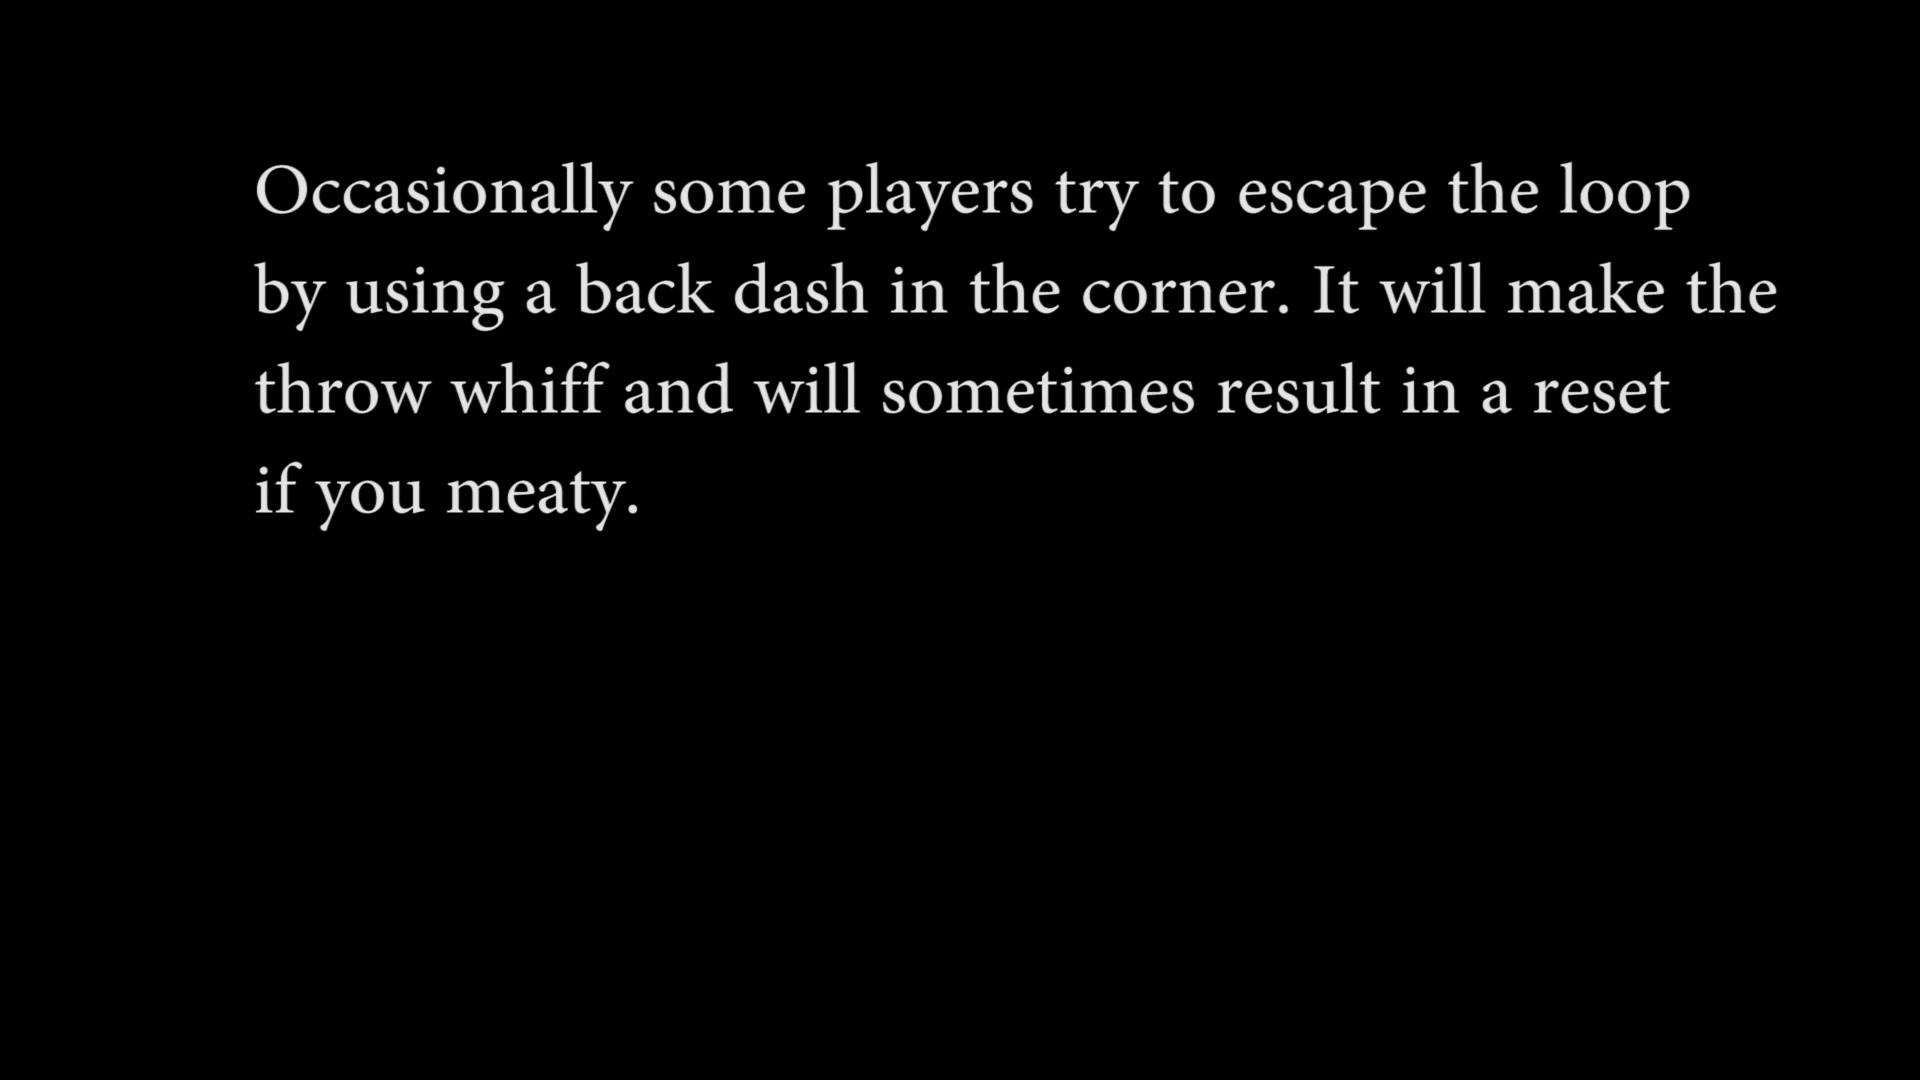 Occasionally some players try to escape the loop
by using a back dash in the corner. It will make the
throw whiff and will sometimes result in a reset
if you meaty.